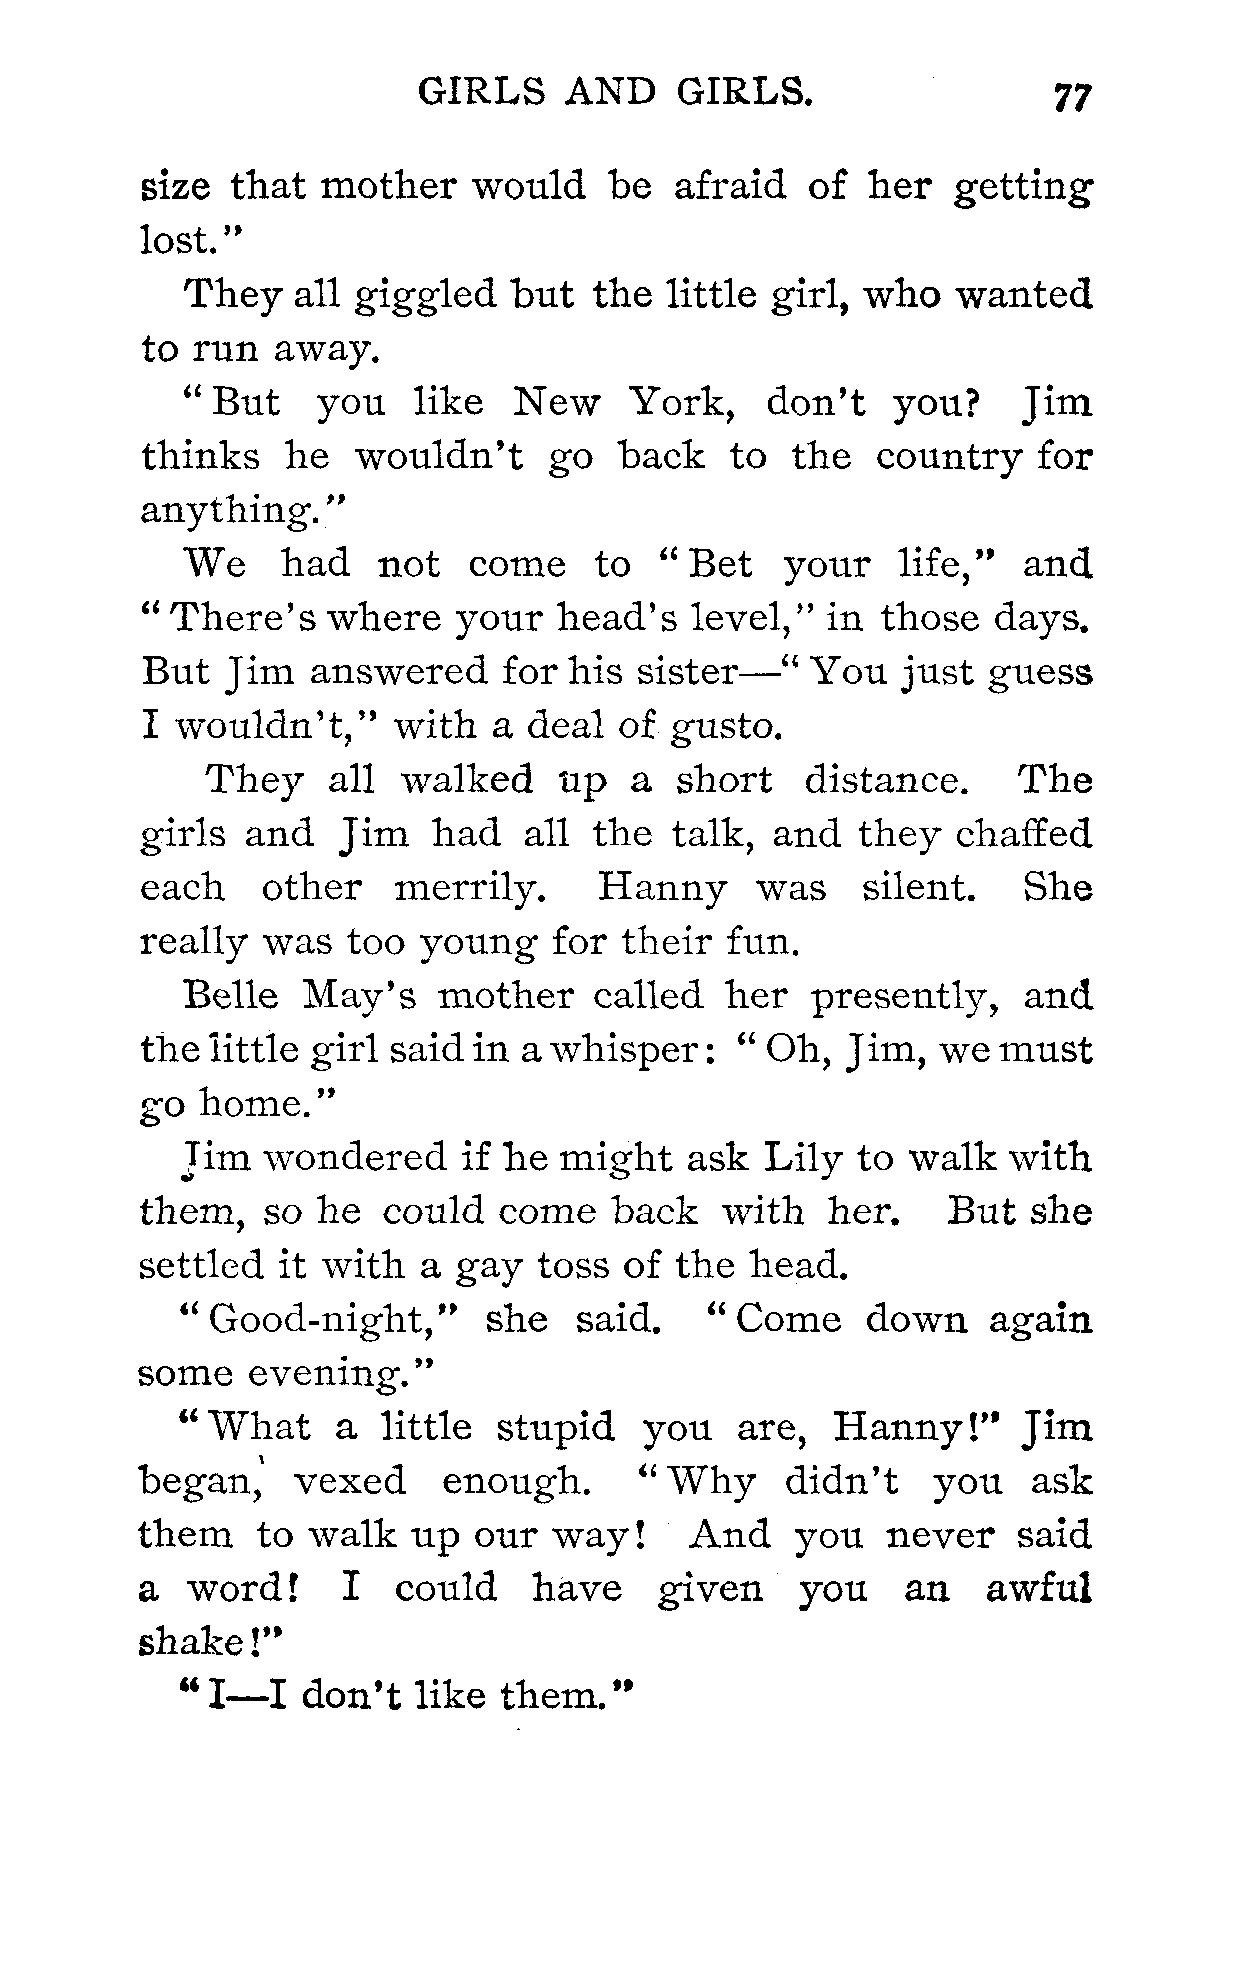 GIRLS AND GIRLS. 77
size that mother would be afraid of her getting
lost."
They all giggled but the little girl, who wanted
to run away.
"But you like New York, don't you? Jim
thinks he wouldn't go back to the country for
anything."
We had not come to "Bet your life," and
"There's where your head's level," in those days.
But Jim answered for his sister—"You just guess
I wouldn't," with a deal of gusto.
They all walked up a short distance. The
girls and Jim had all the talk, and they chaffed
each other merrily. Hanny was silent. She
really was too young for their fun.
Belle May's mother called her presently, and
the little girl said in a whisper: "Oh, Jim, we must
go home."
Jim wondered if he might ask Lily to walk with
them, so he could come back with her. But she
settled it with a gay toss of the head.
"Good-night," she said. "Come down again
some evening."
"What a little stupid you are, Hanny!" Jim
began, vexed enough. "Why didn't you ask
them to walk up our way! And you never said
a word! I could have given you an awful
shake!"
"I—I don't like them."